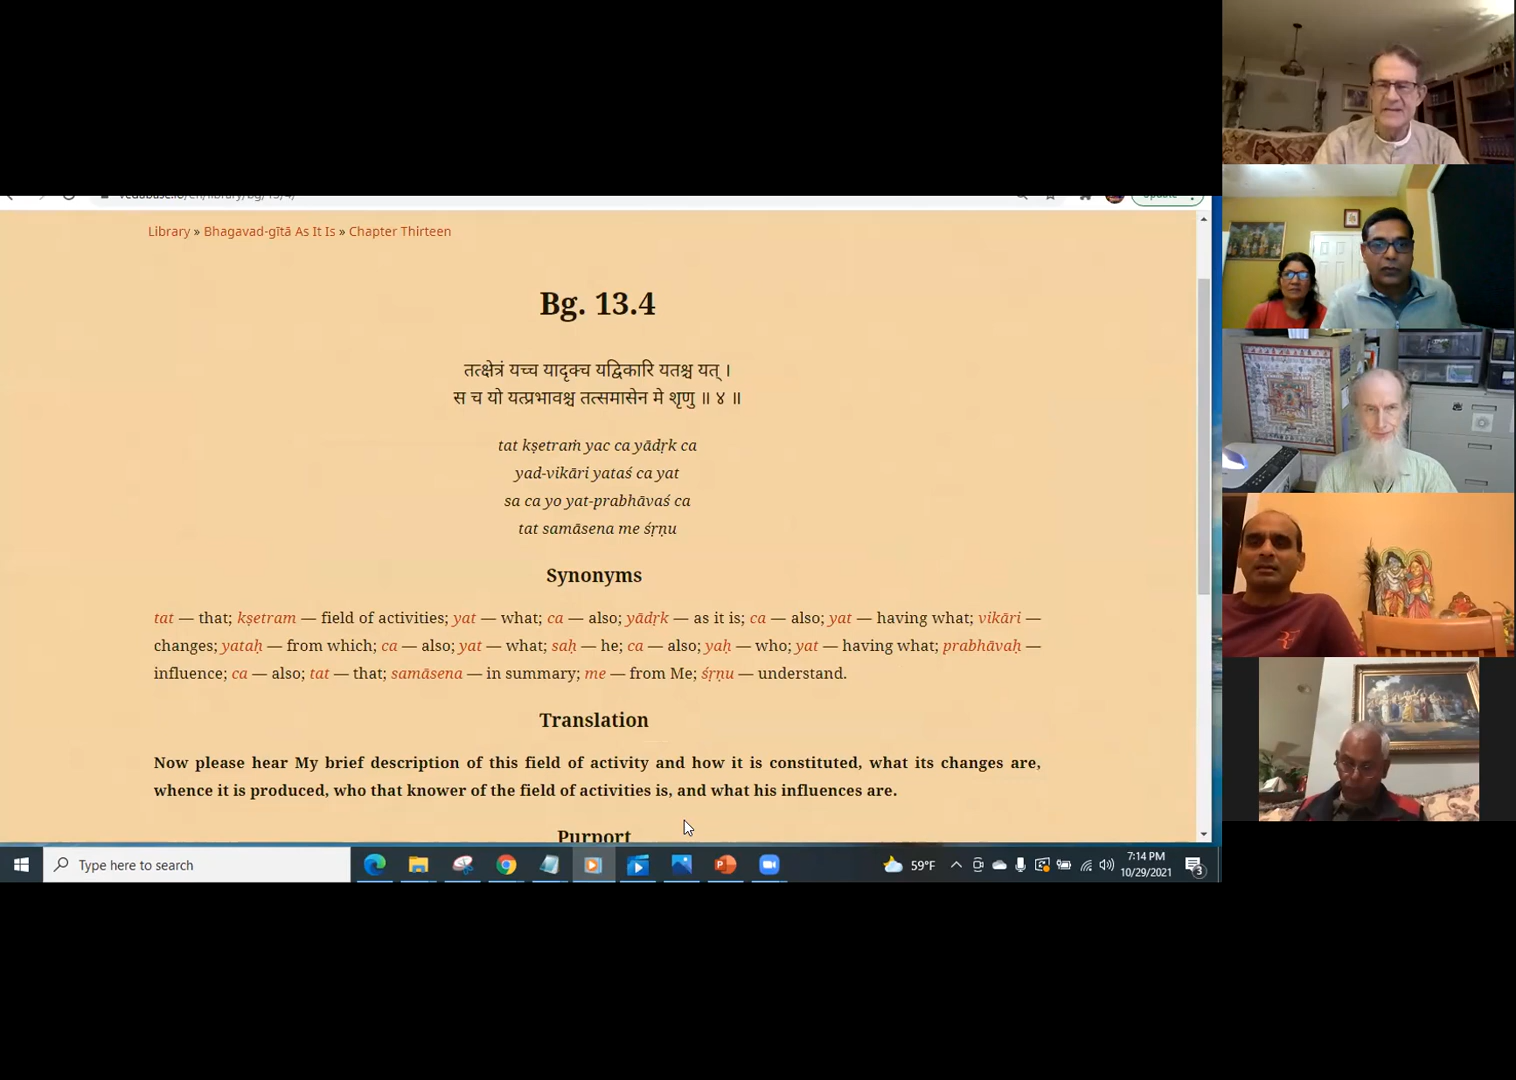 Library » Bhagavad-gītā As It Is » Chapter Thirteen
Bg. 13.4
तत्क्षेत्रं यच्च यादृक्च यद्विकारि यतश्च यत् ।
स च यो यत्प्रभावश्च तत्समासेन मे शृणु ॥ ४ ॥
tat kṣetraṁ yac ca yādṛk ca
yad-vikāri yataś ca yat
sa ca yo yat-prabhāvaś ca
tat samāsena me śṛṇu
Synonyms
tat — that; kṣetram — field of activities; yat — what; ca — also; yādṛk — as it is; ca — also; yat — having what; vikāri —
changes; yataḥ — from which; ca — also; yat — what; saḥ — he; ca — also; yaḥ — who; yat — having what; prabhāvaḥ —
influence; ca — also; tat — that; samāsena — in summary; me — from Me; śṛṇu — understand.
Translation
Now please hear My brief description of this field of activity and how it is constituted, what its changes are,
whence it is produced, who that knower of the field of activities is, and what his influences are.
Purport
Type here to search
59°F
7:14 PM
10/29/2021
3